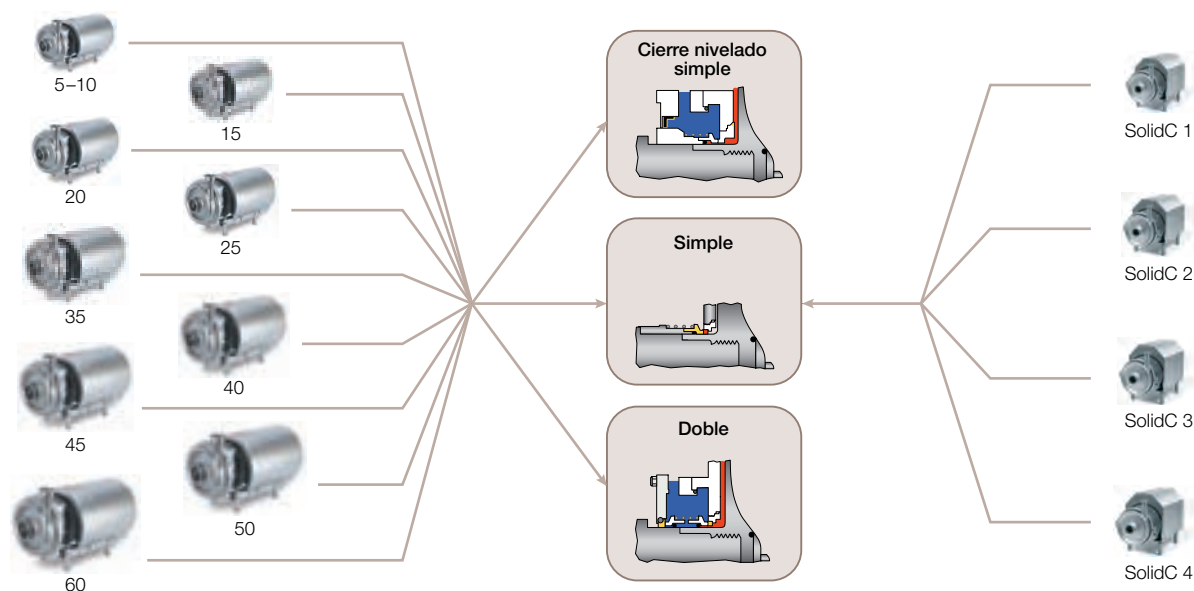 5–10
15
20
25
35
40
45
50
60
Cierre nivelado
simple
Simple
Doble
SolidC 1
SolidC 2
SolidC 3
SolidC 4